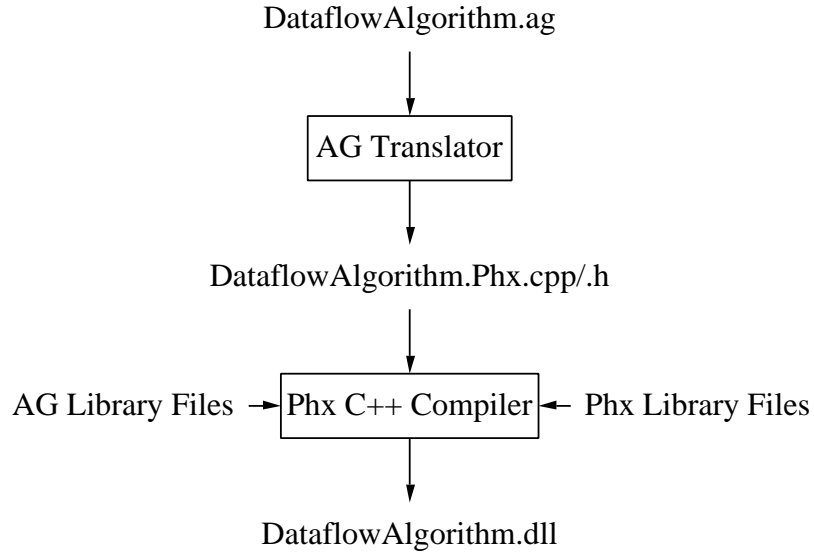 DataflowAlgorithm.ag
AG Translator
DataflowAlgorithm.Phx.cpp/.h
AG Library Files
Phx C++ Compiler
Phx Library Files
DataflowAlgorithm.dll